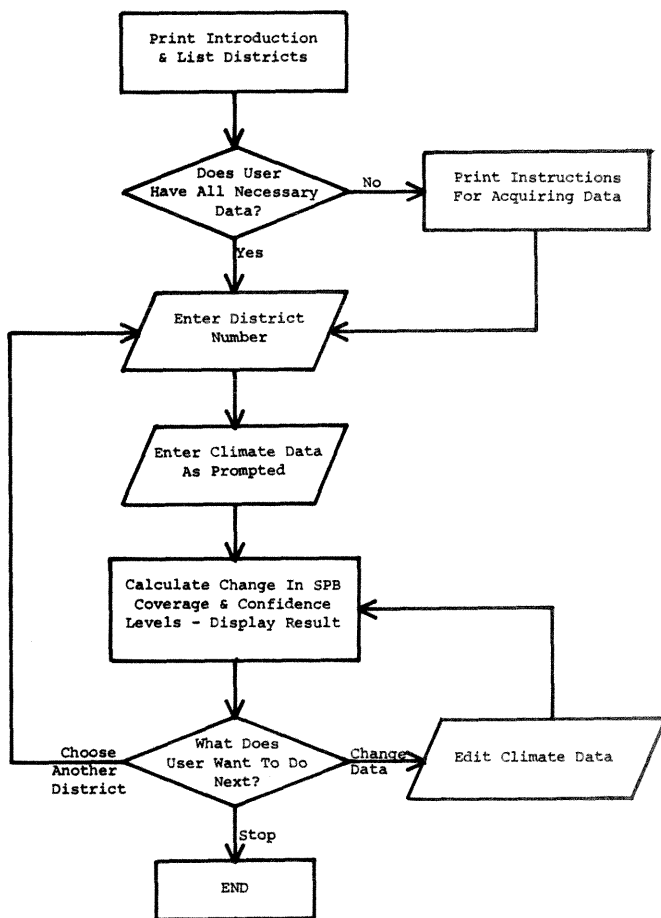 Print Introduction
& List Districts
Does User
Have All Necessary
Data?
No
Print Instructions
For Acquiring Data
Yes
Enter District
Number
Enter Climate Data
As Prompted
Calculate Change In SPB
Coverage & Confidence
Levels - Display Result
What Does
User Want To Do
Next?
Choose
Another
District
Change
Data
Edit Climate Data
Stop
END